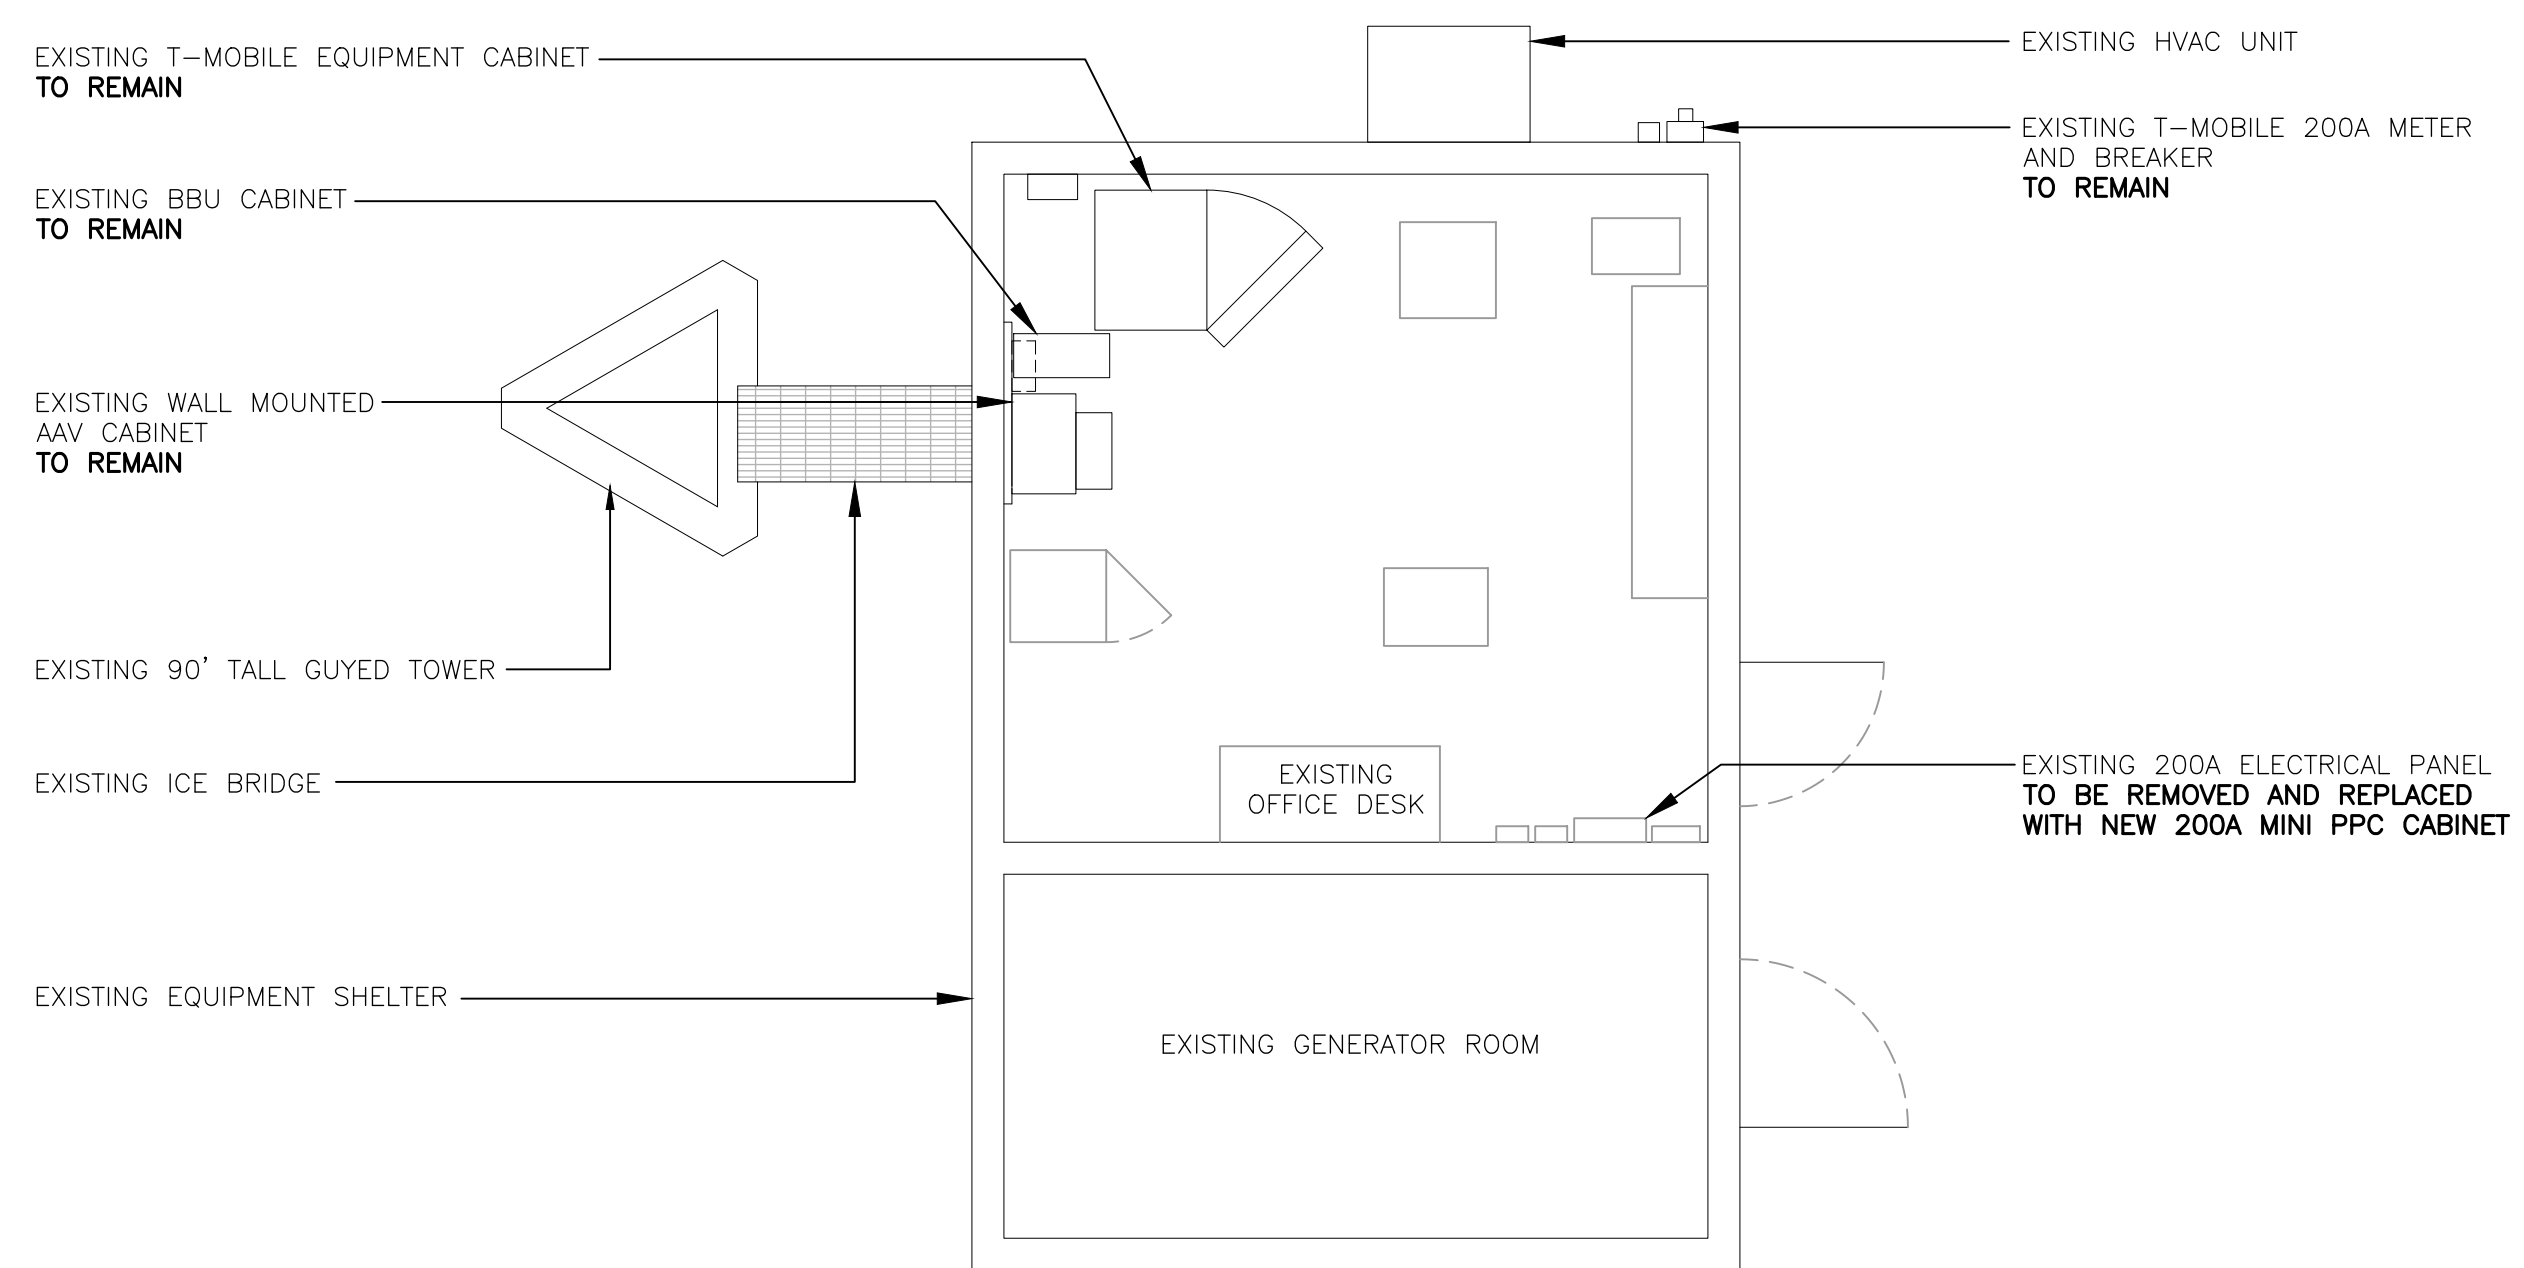 EXISTING T-MOBILE EQUIPMENT CABINET
TO REMAIN
EXISTING BBU CABINET
TO REMAIN
EXISTING WALL MOUNTED
AAV CABINET
TO REMAIN
EXISTING 90' TALL GUYED TOWER
EXISTING ICE BRIDGE
EXISTING EQUIPMENT SHELTER
EXISTING
OFFICE DESK
EXISTING GENERATOR ROOM
EXISTING HVAC UNIT
EXISTING T-MOBILE 200A METER
AND BREAKER
TO REMAIN
EXISTING 200A ELECTRICAL PANEL
TO BE REMOVED AND REPLACED
WITH NEW 200A MINI PPC CABINET